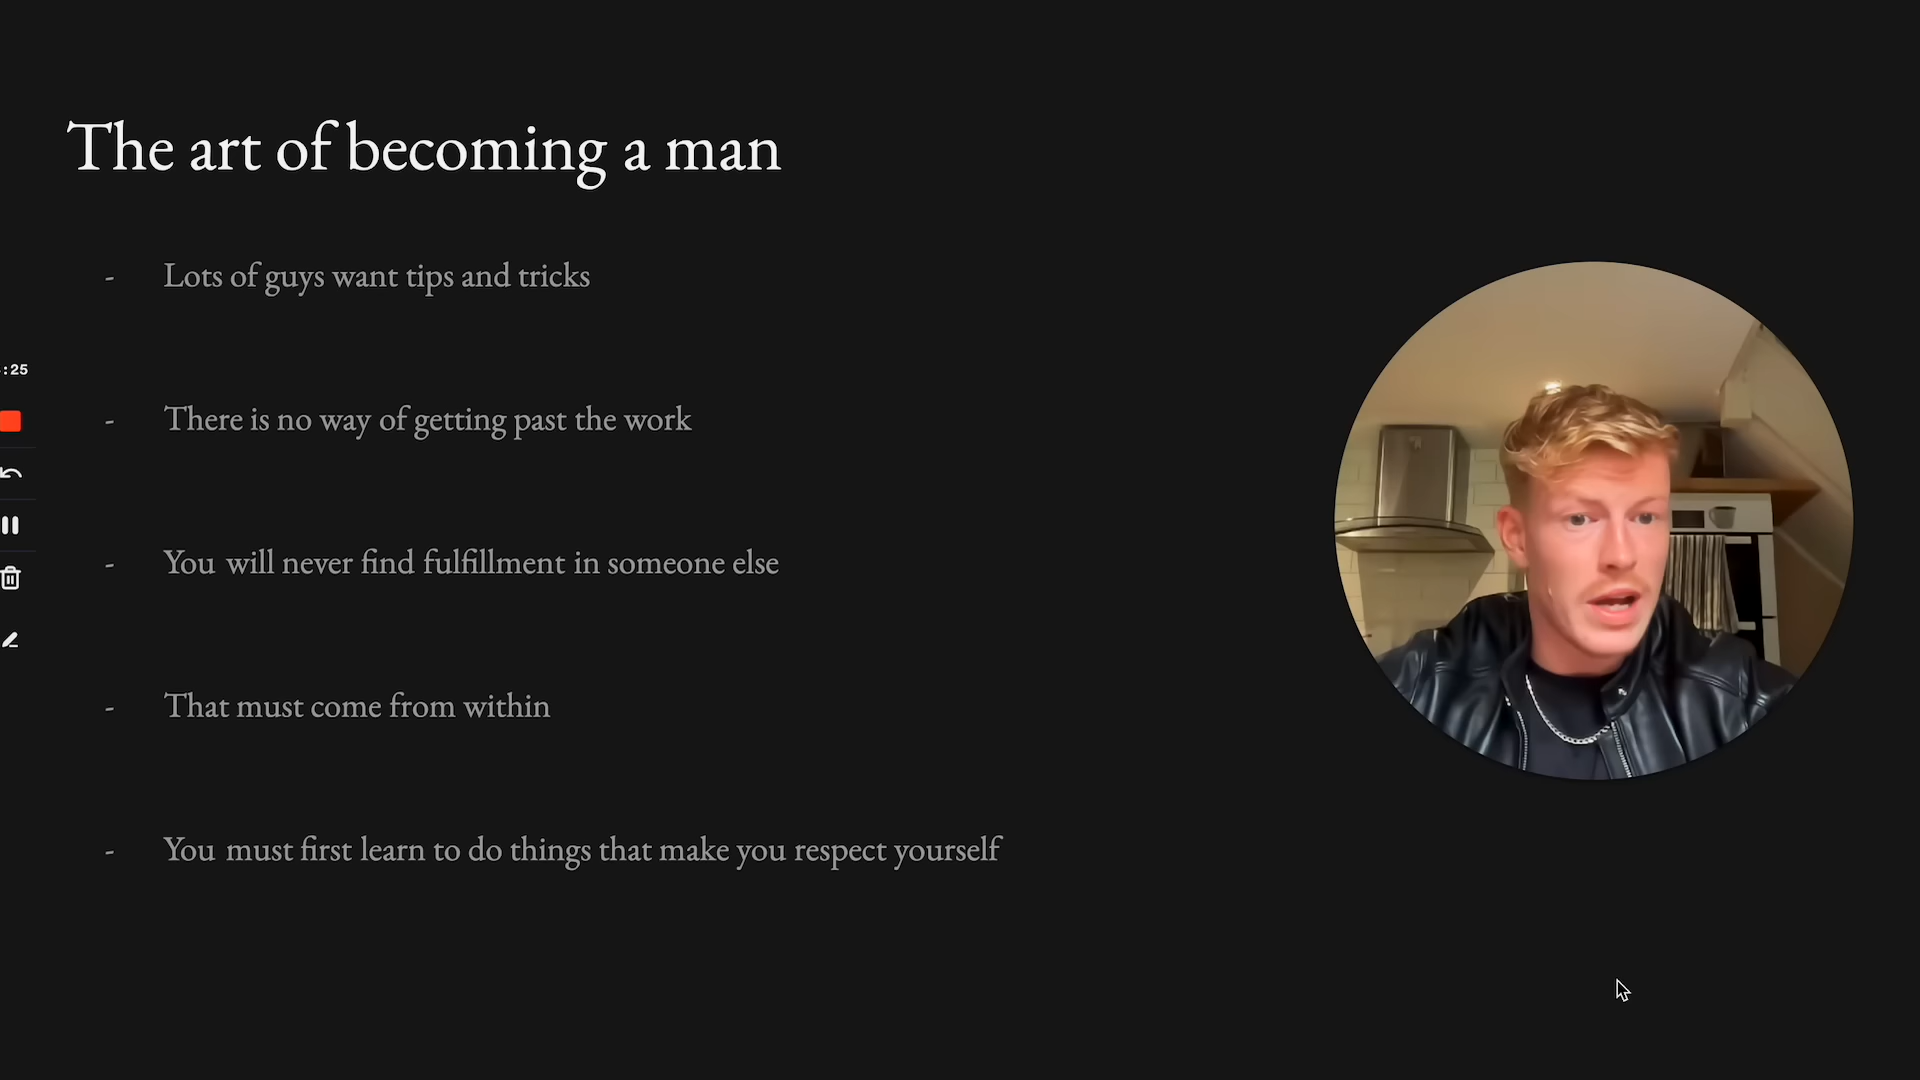 The art of becoming a man
- Lots of guys want tips and tricks
- There is no way of getting past the work
- You will never find fulfillment in someone else
- That must come from within
- You must first learn to do things that make you respect yourself
:25